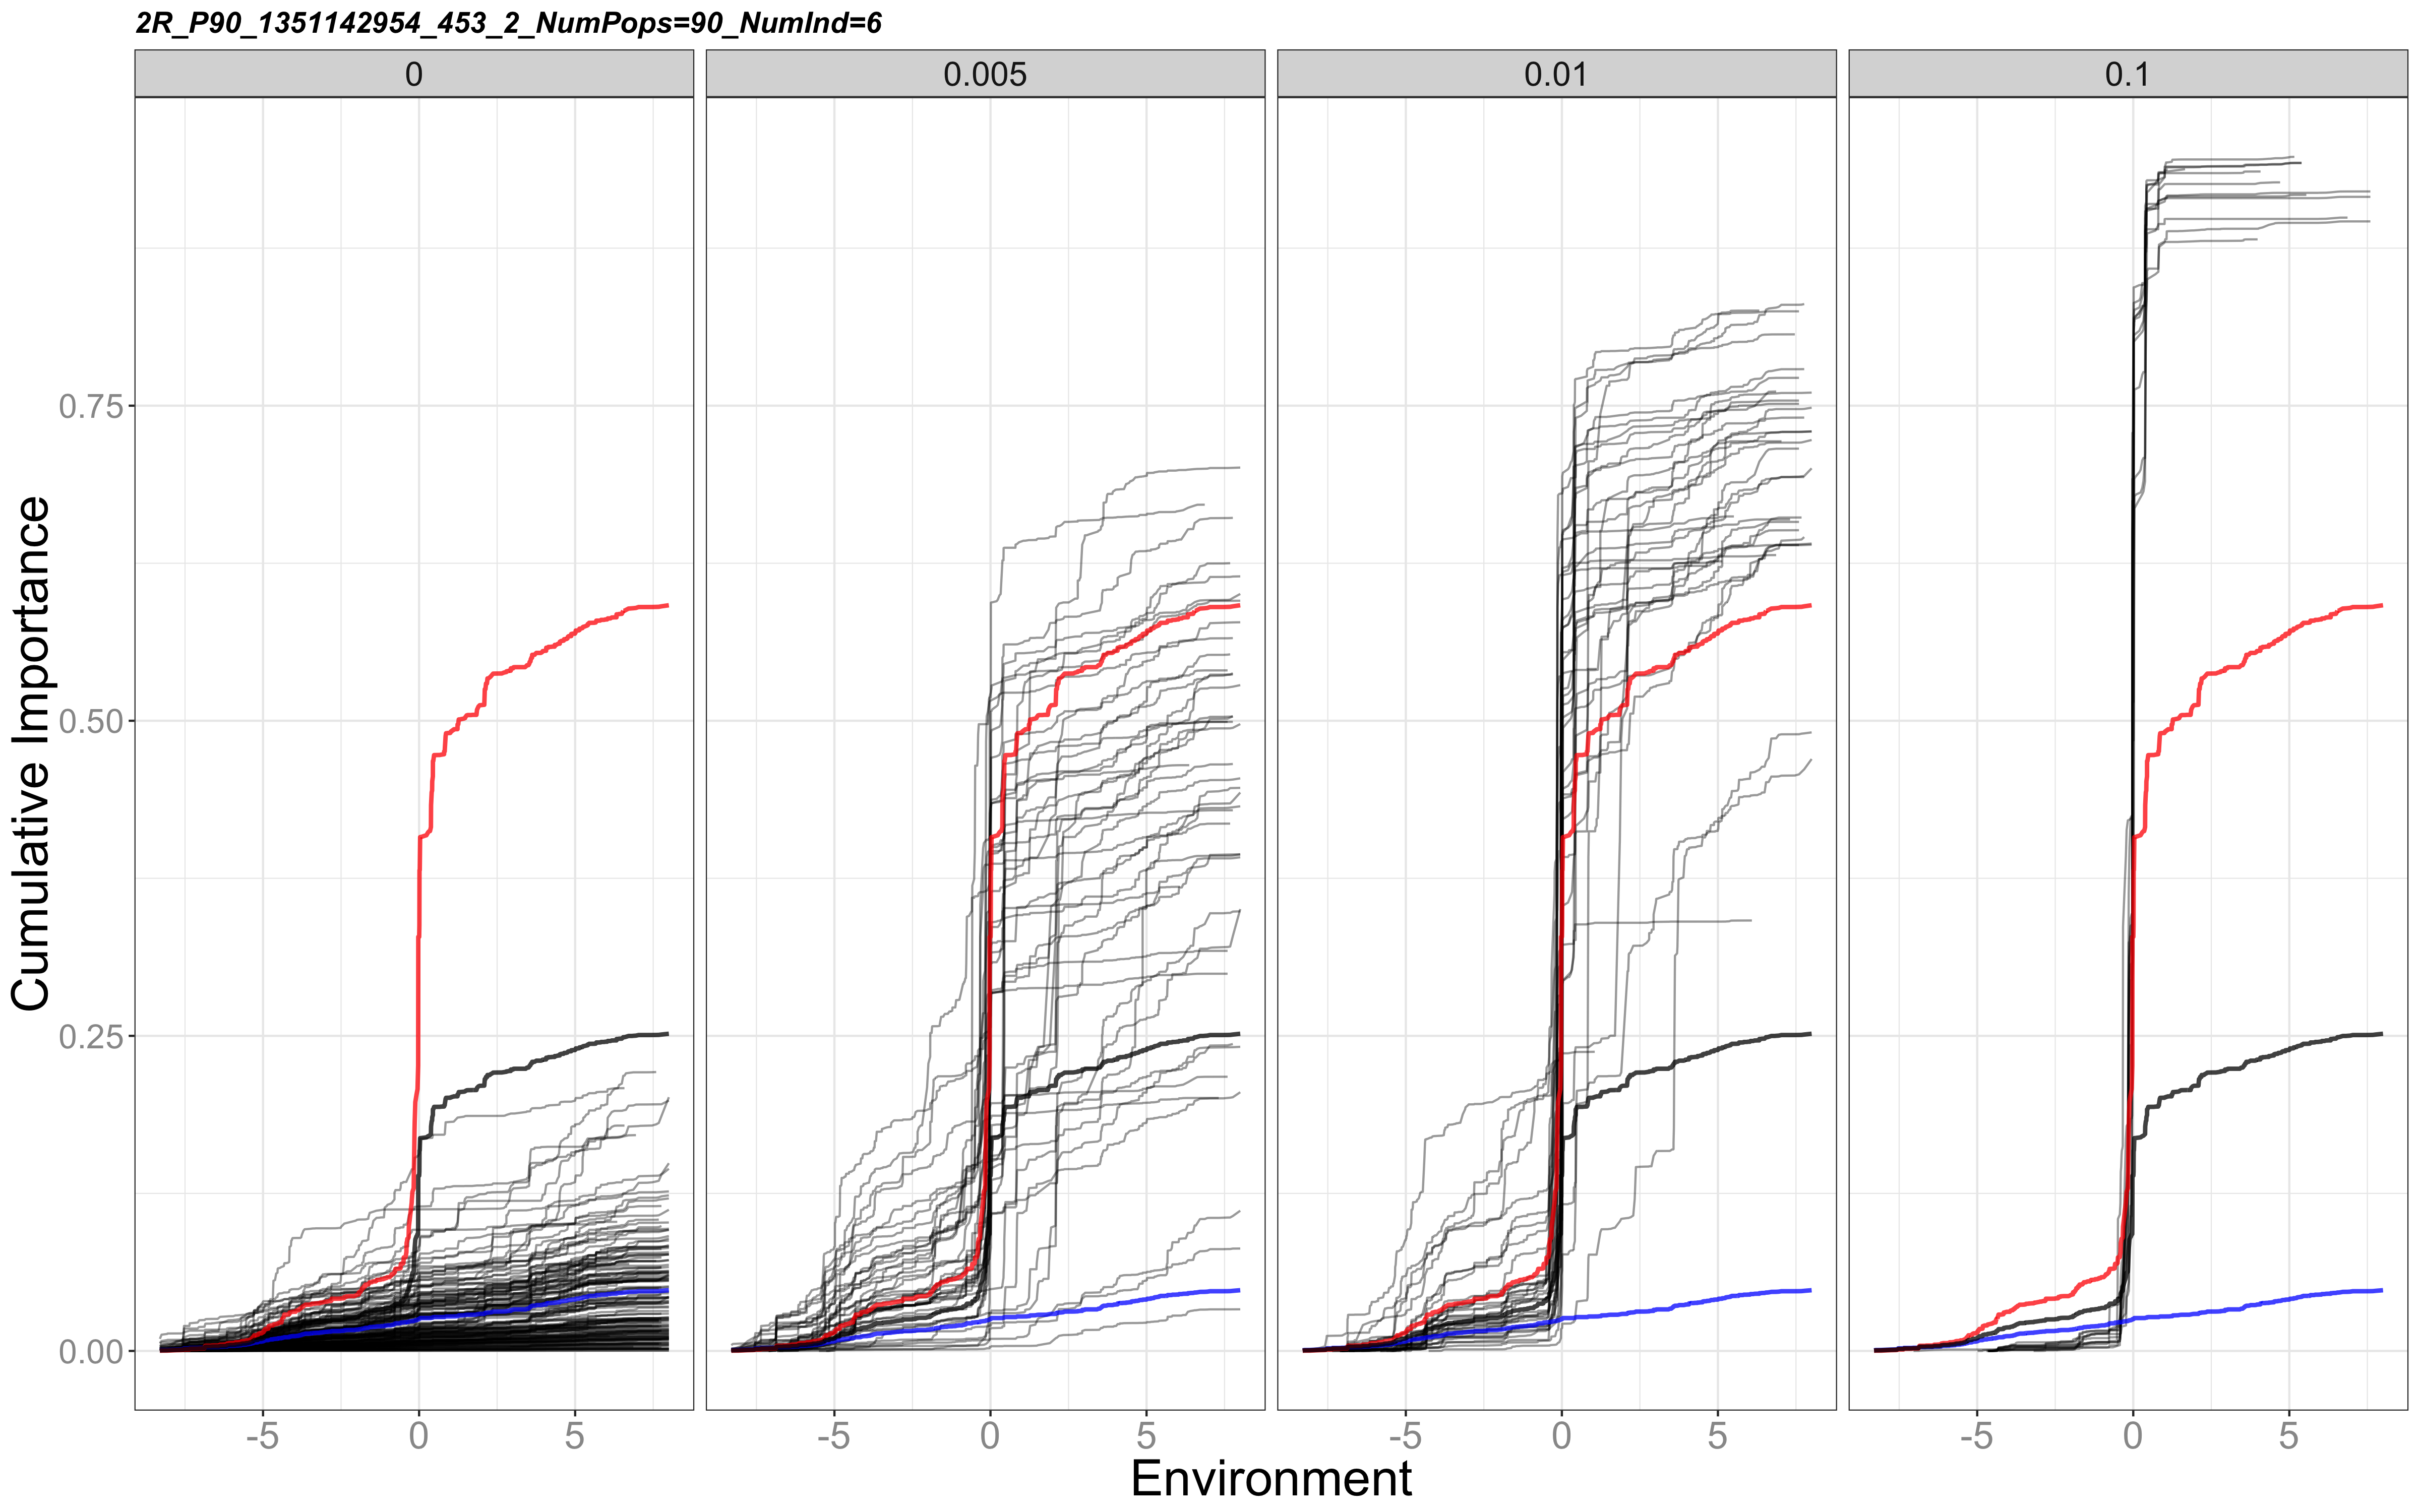 2R_P90_1351142954_453_2_NumPops=90_NumInd=6
0 0.005 0.01 0.1
Cumulative Importance
0.75
0.50
0.25
0.00
-5 0 5 -5 0 5 -5 0 5 -5 0 5
Environment